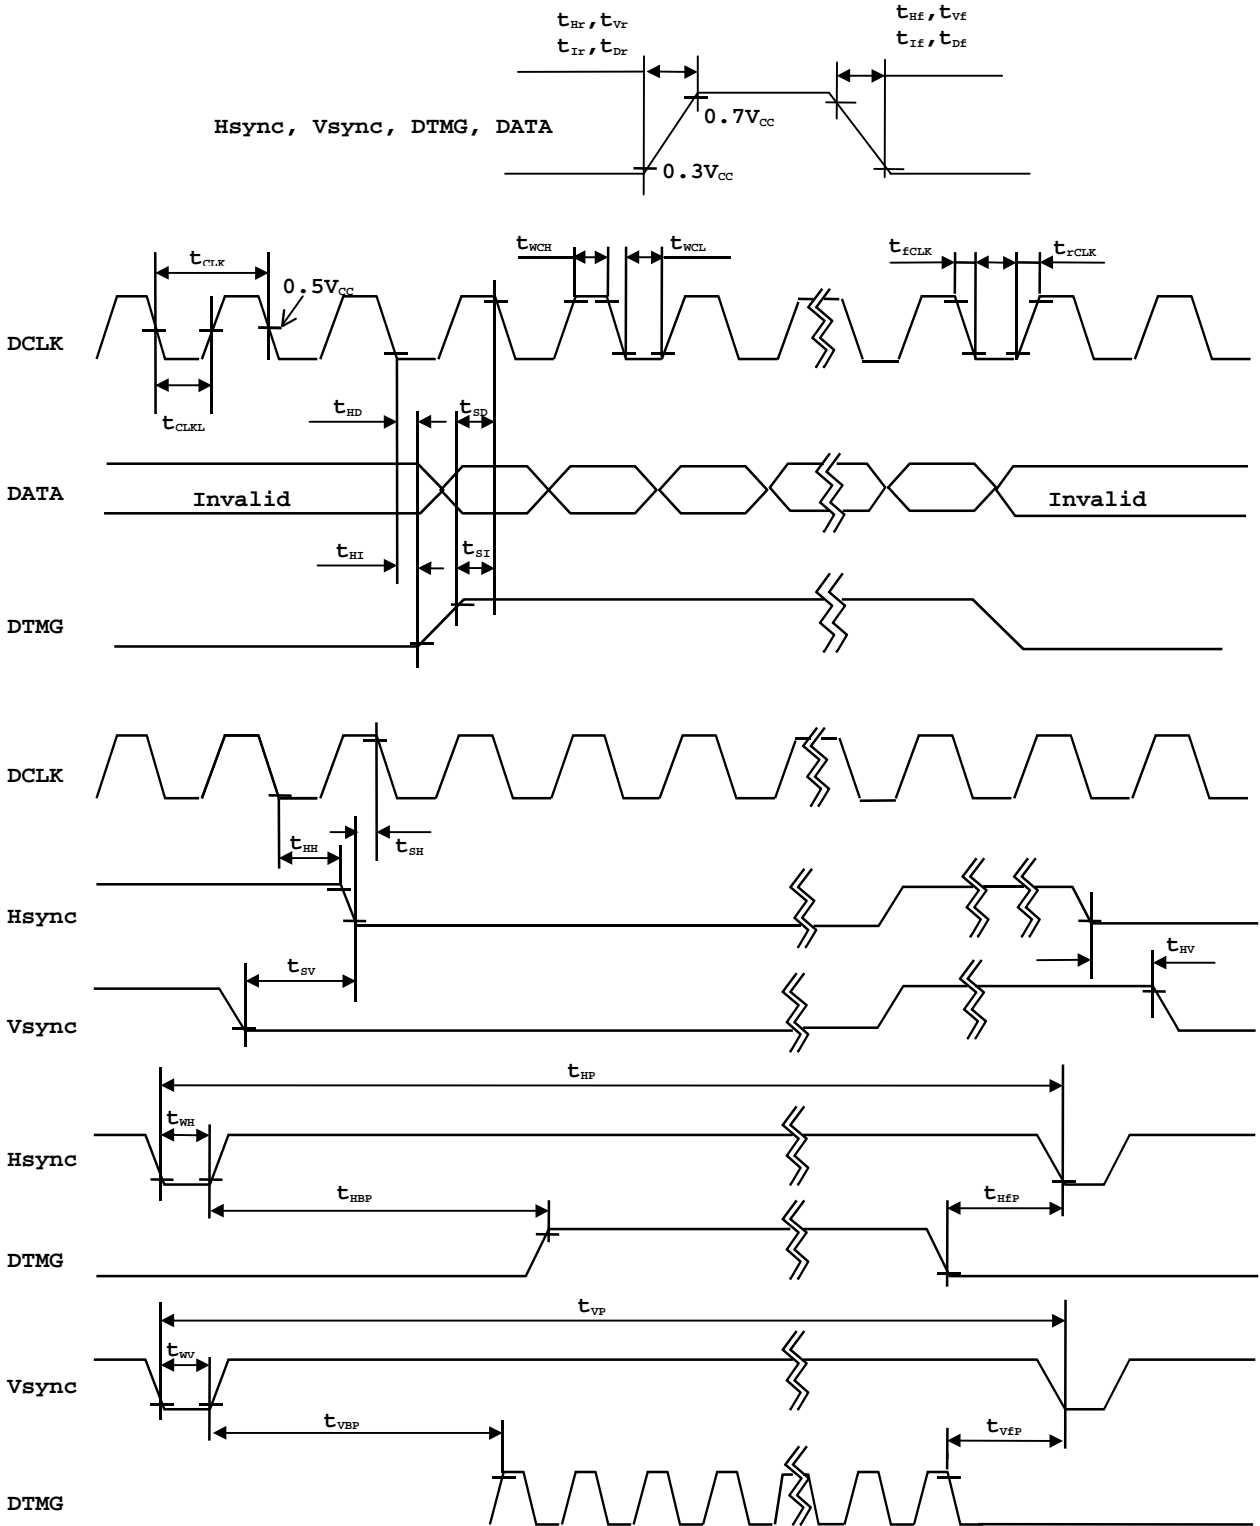 tHr,tVr
tIr,tDr
tHf,tVf
tIf,tDf
Hsync, Vsync, DTMG, DATA
0.7VCC
0.3VCC
tCLK
0.5VCC
tWCH
tWCL
tfCLK
trCLK
DCLK
tCLKL
tHD
tSD
DATA
Invalid
Invalid
tHI
tSI
DTMG
DCLK
tHH
tSH
Hsync
tHV
tSV
Vsync
tHP
tWH
Hsync
tHBP
tHfP
DTMG
tVP
tWV
Vsync
tVBP
tVfP
DTMG